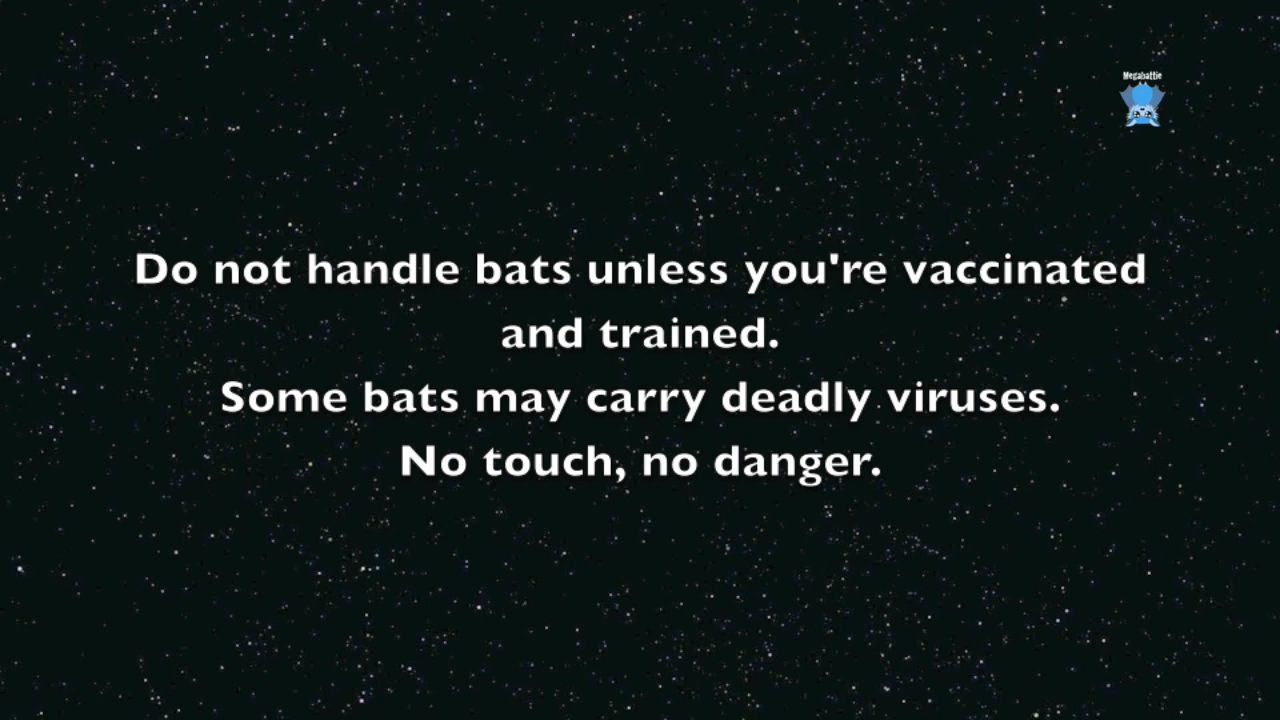 Megabattie
Do not handle bats unless you're vaccinated
and trained.
Some bats may carry deadly viruses.
No touch, no danger.